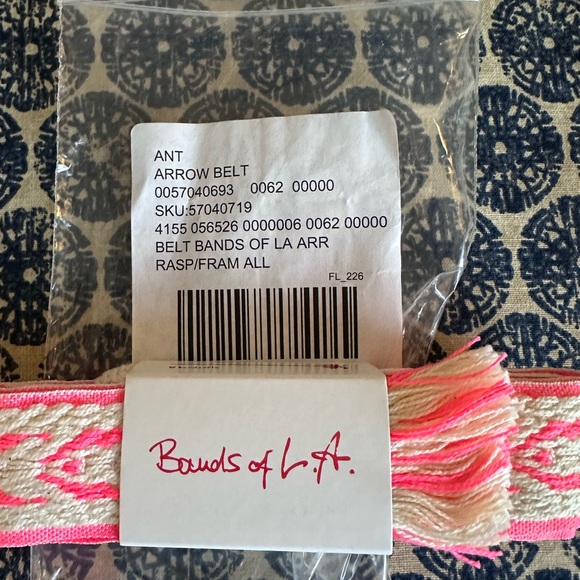 ANT
ARROW BELT
0057040693 0062 00000
SKU:57040719
4155 056526 0000006 0062 00000
BELT BANDS OF LA ARR
RASP/FRAM ALL
FL_226
Bands of L.A.